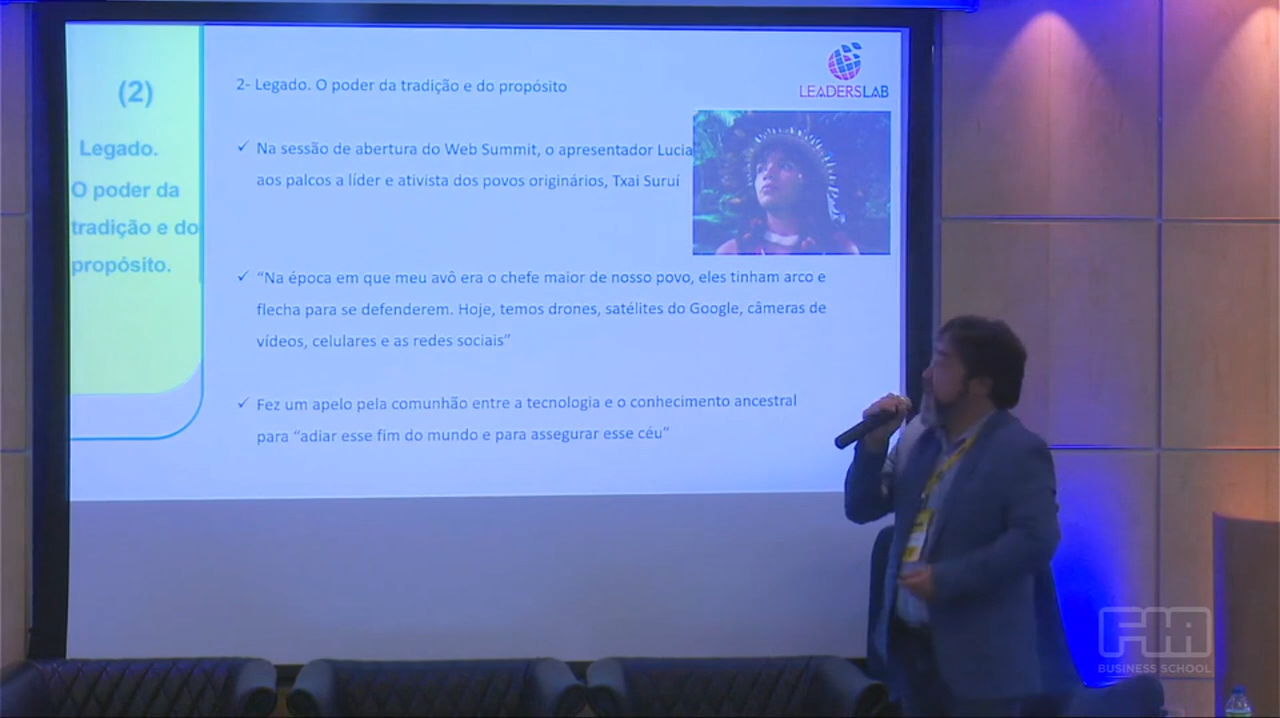 (2)
Legado.
O poder da
tradição e do
propósito.
2- Legado. O poder da tradição e do propósito
LEADERSLAB
✓ Na sessão de abertura do Web Summit, o apresentador Lucia
aos palcos a líder e ativista dos povos originários, Txai Suruí
✓ “Na época em que meu avô era o chefe maior de nosso povo, eles tinham arco e
flecha para se defenderem. Hoje, temos drones, satélites do Google, câmeras de
vídeos, celulares e as redes sociais”
✓ Fez um apelo pela comunhão entre a tecnologia e o conhecimento ancestral
para “adiar esse fim do mundo e para assegurar esse céu”
FIA
BUSINESS SCHOOL